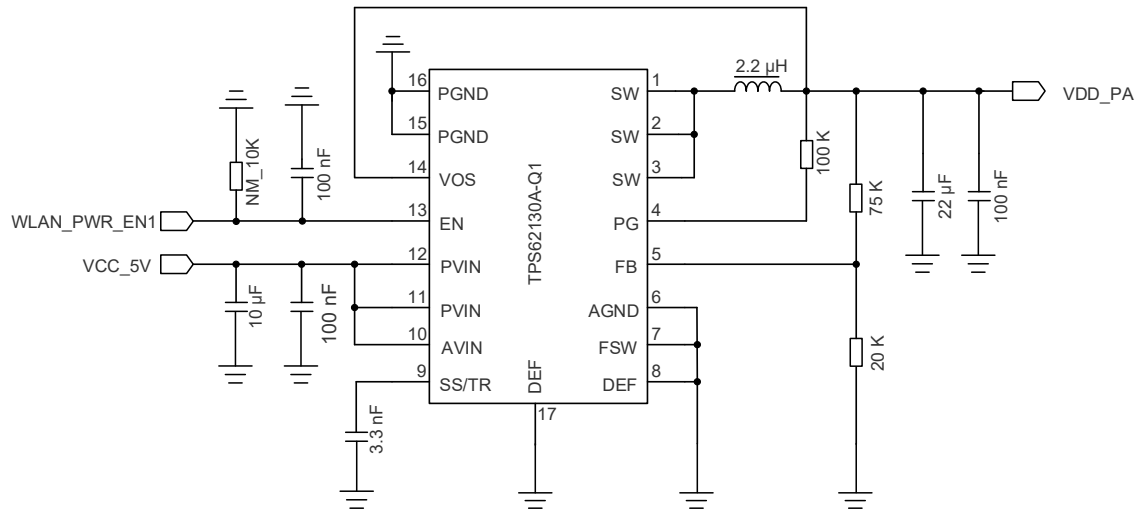 2.2 µH
16
PGND
SW
1
VDD_PA
15
PGND
SW
2
100 K
14
VOS
SW
3
NM_10K
100 nF
75 K
22 µF
100 nF
WLAN_PWR_EN1
13
EN
PG
4
TPS62130A-Q1
VCC_5V
12
PVIN
FB
5
10 µF
100 nF
11
PVIN
AGND
6
10
AVIN
FSW
7
20 K
9
SS/TR
DEF
DEF
8
17
3.3 nF